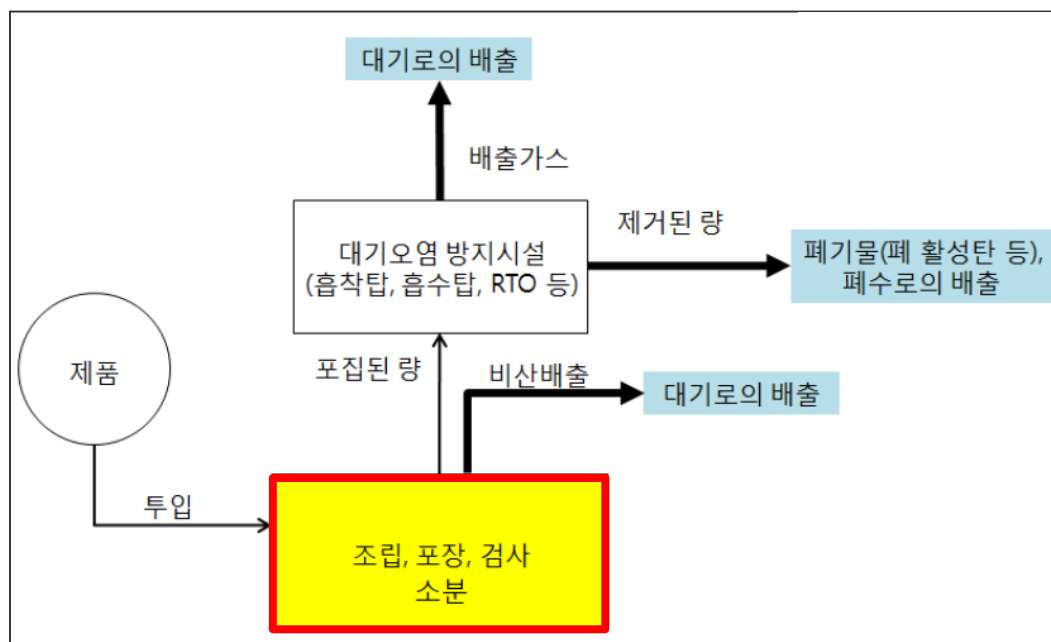 대기로의 배출
배출가스
제거된 량
대기오염 방지시설
(흡착탑, 흡수탑, RTO 등)
폐기물(폐 활성탄 등),
폐수로의 배출
제품
포집된 량
비산배출
대기로의 배출
투입
조립, 포장, 검사
소분